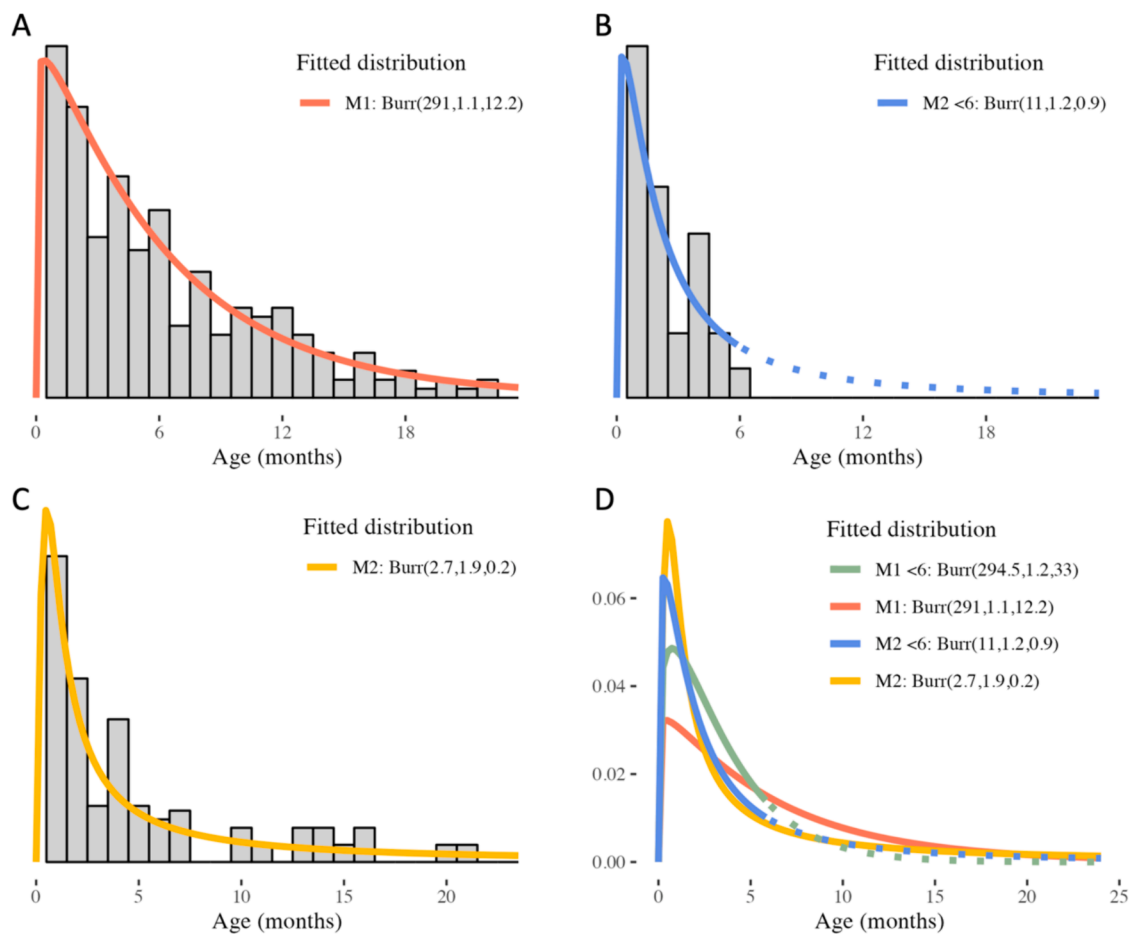 A
Fitted distribution
M1: Burr(291,1.1,12.2)
0 6 12 18
Age (months)
B
Fitted distribution
M2 <6: Burr(11,1.2,0.9)
0 6 12 18
Age (months)
C
Fitted distribution
M2: Burr(2.7,1.9,0.2)
0 5 10 15 20
Age (months)
D
Fitted distribution
M1 <6: Burr(294.5,1.2,33)
M1: Burr(291,1.1,12.2)
M2 <6: Burr(11,1.2,0.9)
M2: Burr(2.7,1.9,0.2)
0.06
0.04
0.02
0.00
0 5 10 15 20 25
Age (months)